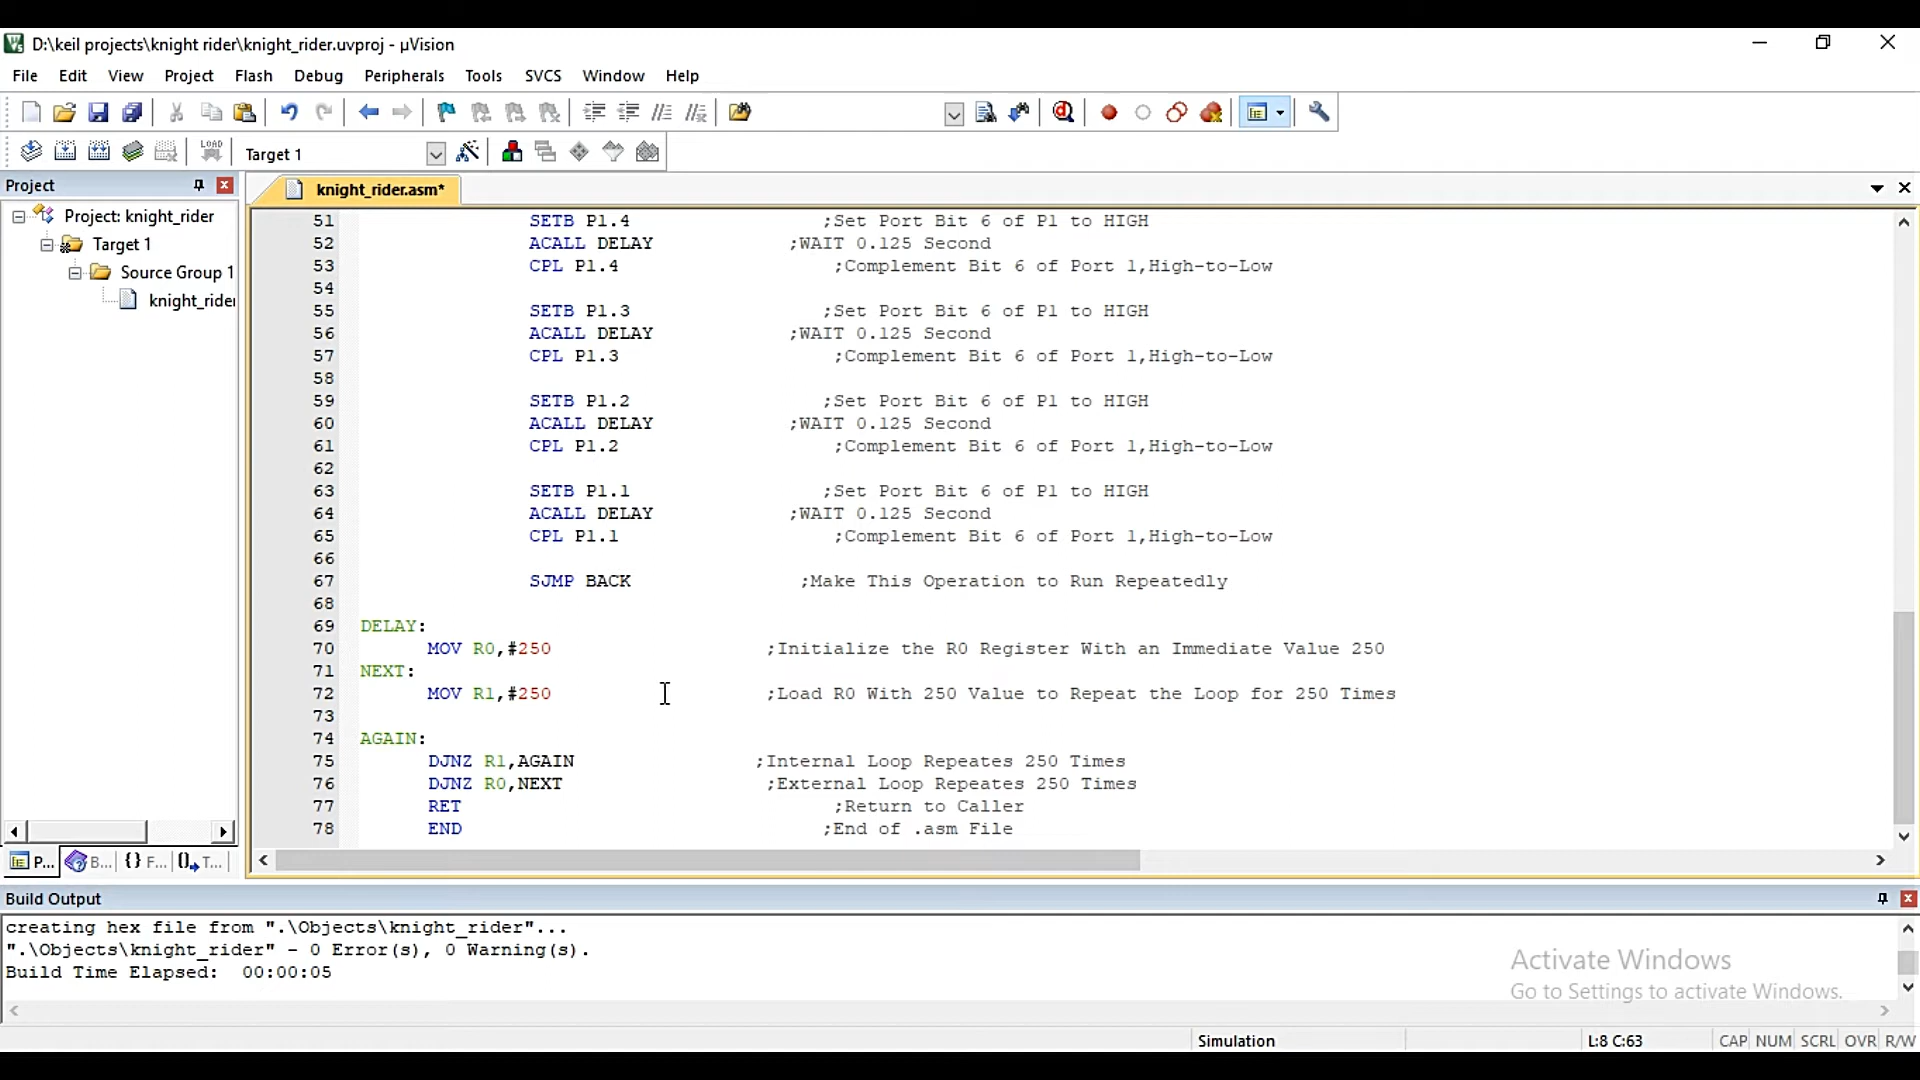 D:\keil projects\knight rider\knight_rider.uvproj - µVision
File Edit View Project Flash Debug Peripherals Tools SVCS Window Help
LOAD Target 1
Project
knight_rider.asm*
Project: knight_rider
Target 1
Source Group 1
knight_rider
51 SETB P1.4 ;Set Port Bit 6 of P1 to HIGH
52 ACALL DELAY ;WAIT 0.125 Second
53 CPL P1.4 ;Complement Bit 6 of Port 1,High-to-Low
54
55 SETB P1.3 ;Set Port Bit 6 of P1 to HIGH
56 ACALL DELAY ;WAIT 0.125 Second
57 CPL P1.3 ;Complement Bit 6 of Port 1,High-to-Low
58
59 SETB P1.2 ;Set Port Bit 6 of P1 to HIGH
60 ACALL DELAY ;WAIT 0.125 Second
61 CPL P1.2 ;Complement Bit 6 of Port 1,High-to-Low
62
63 SETB P1.1 ;Set Port Bit 6 of P1 to HIGH
64 ACALL DELAY ;WAIT 0.125 Second
65 CPL P1.1 ;Complement Bit 6 of Port 1,High-to-Low
66
67 SJMP BACK ;Make This Operation to Run Repeatedly
68
69 DELAY:
70 MOV R0,#250 ;Initialize the R0 Register With an Immediate Value 250
71 NEXT:
72 MOV R1,#250 ;Load R0 With 250 Value to Repeat the Loop for 250 Times
73
74 AGAIN:
75 DJNZ R1,AGAIN ;Internal Loop Repeates 250 Times
76 DJNZ R0,NEXT ;External Loop Repeates 250 Times
77 RET ;Return to Caller
78 END ;End of .asm File
P... B... {} F... T...
Build Output
creating hex file from ".\Objects\knight_rider"...
".\Objects\knight_rider" - 0 Error(s), 0 Warning(s).
Build Time Elapsed: 00:00:05
Activate Windows
Go to Settings to activate Windows.
Simulation L:8 C:63 CAP NUM SCRL OVR R/W